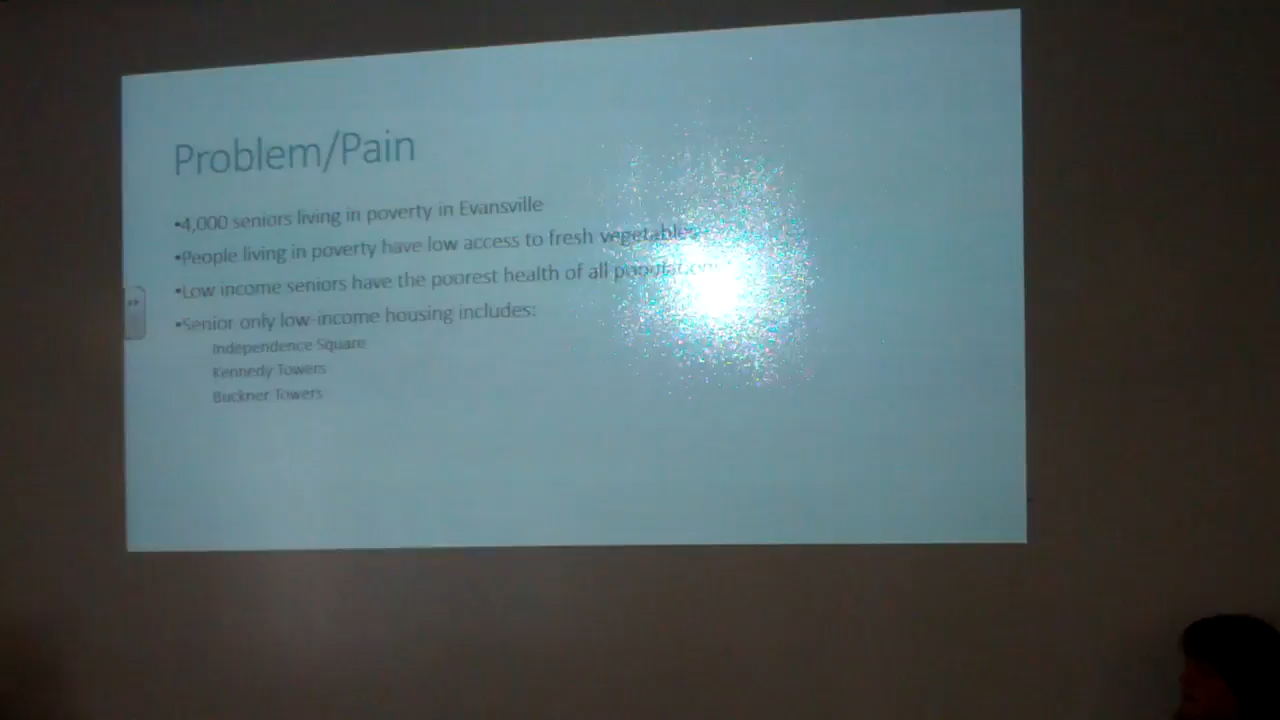 Problem/Pain
•4,000 seniors living in poverty in Evansville
•People living in poverty have low access to fresh vegetables
•Low income seniors have the poorest health of all
•Senior only low-income housing includes:
Independence Square
Kennedy Towers
Buckner Towers